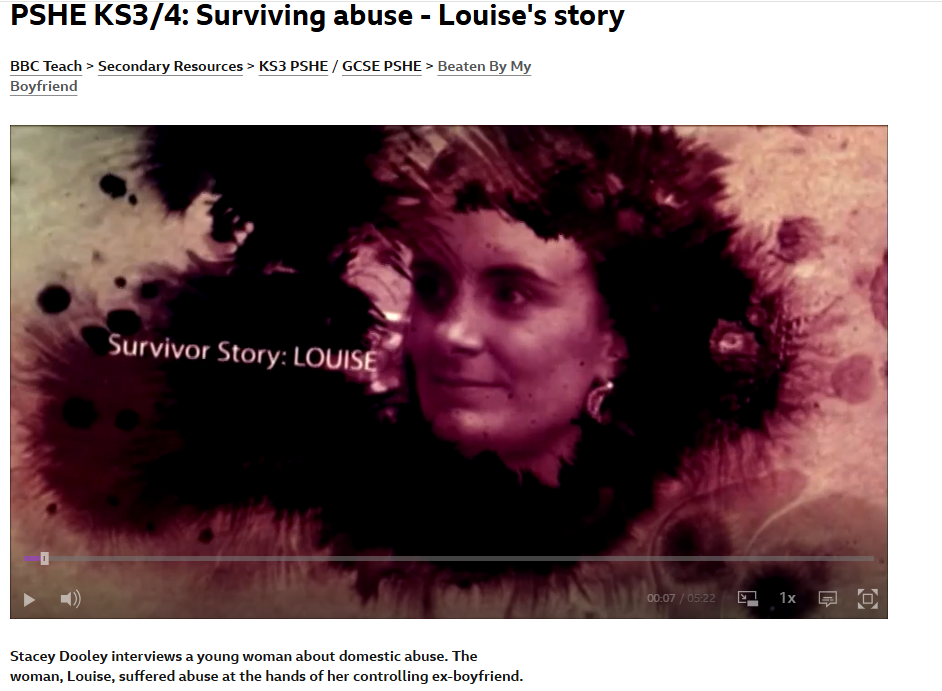 PSHE KS3/4: Surviving abuse - Louise's story
BBC Teach > Secondary Resources > KS3 PSHE / GCSE PSHE > Beaten By My
Boyfriend
Survivor Story: LOUISE
00:07 / 05:22
1x
Stacey Dooley interviews a young woman about domestic abuse. The
woman, Louise, suffered abuse at the hands of her controlling ex-boyfriend.